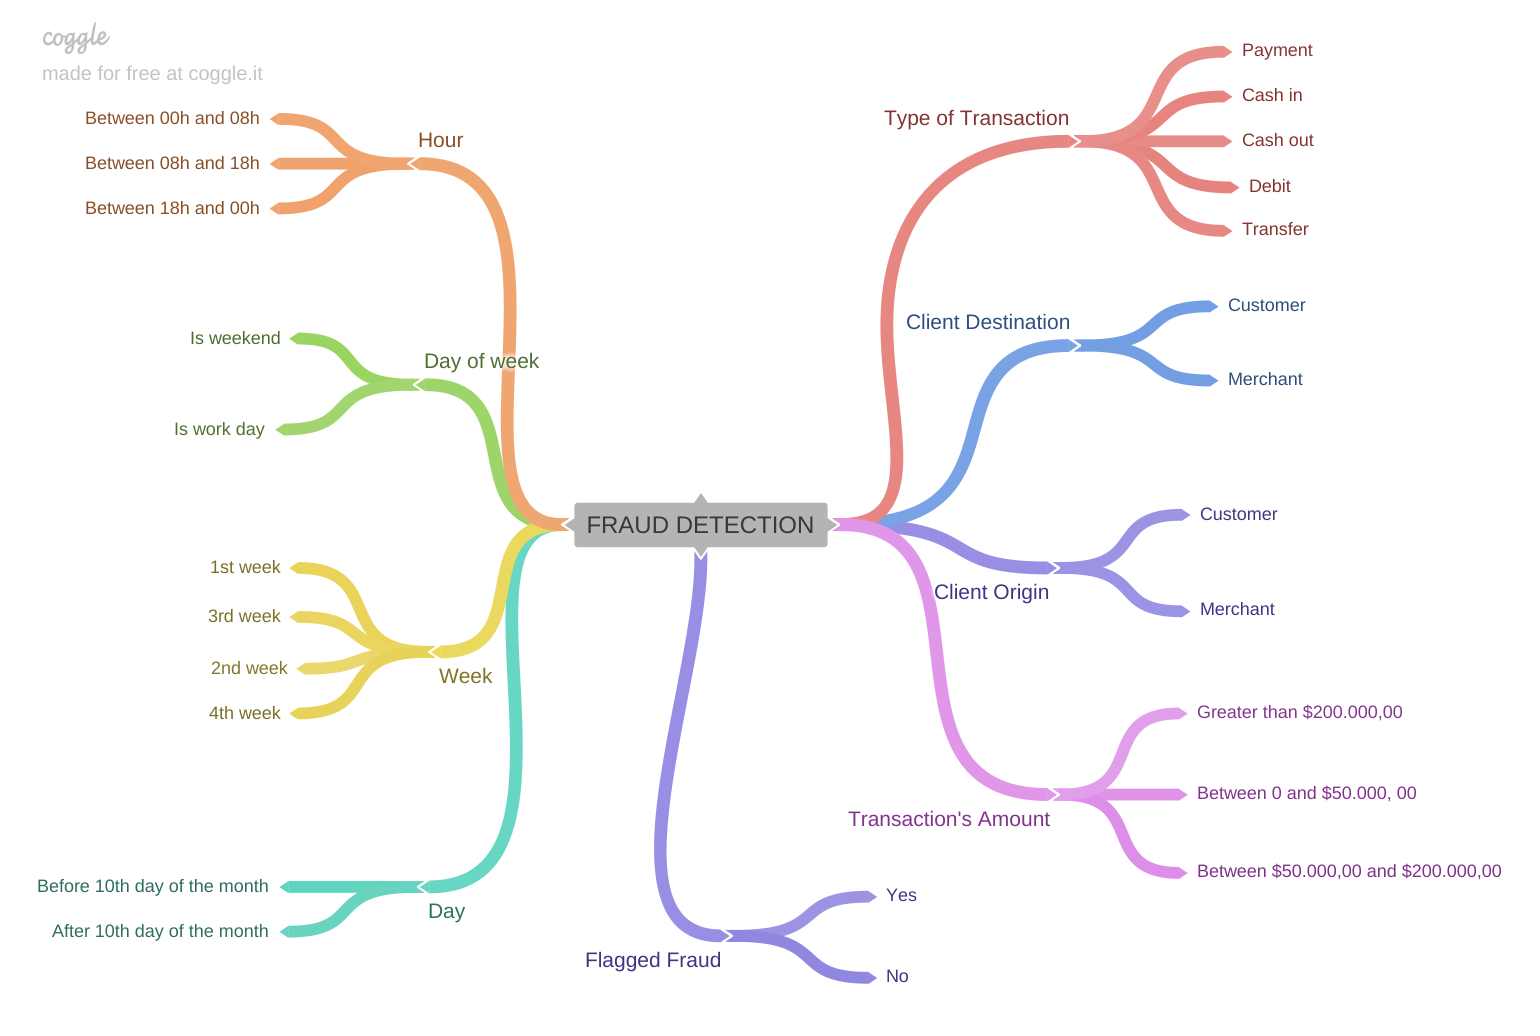 coggle
made for free at coggle.it
Hour
Between 00h and 08h
Between 08h and 18h
Between 18h and 00h
Day of week
Is weekend
Is work day
Week
1st week
3rd week
2nd week
4th week
Day
Before 10th day of the month
After 10th day of the month
FRAUD DETECTION
Type of Transaction
Payment
Cash in
Cash out
Debit
Transfer
Client Destination
Customer
Merchant
Client Origin
Customer
Merchant
Transaction's Amount
Greater than $200.000,00
Between 0 and $50.000, 00
Between $50.000,00 and $200.000,00
Flagged Fraud
Yes
No